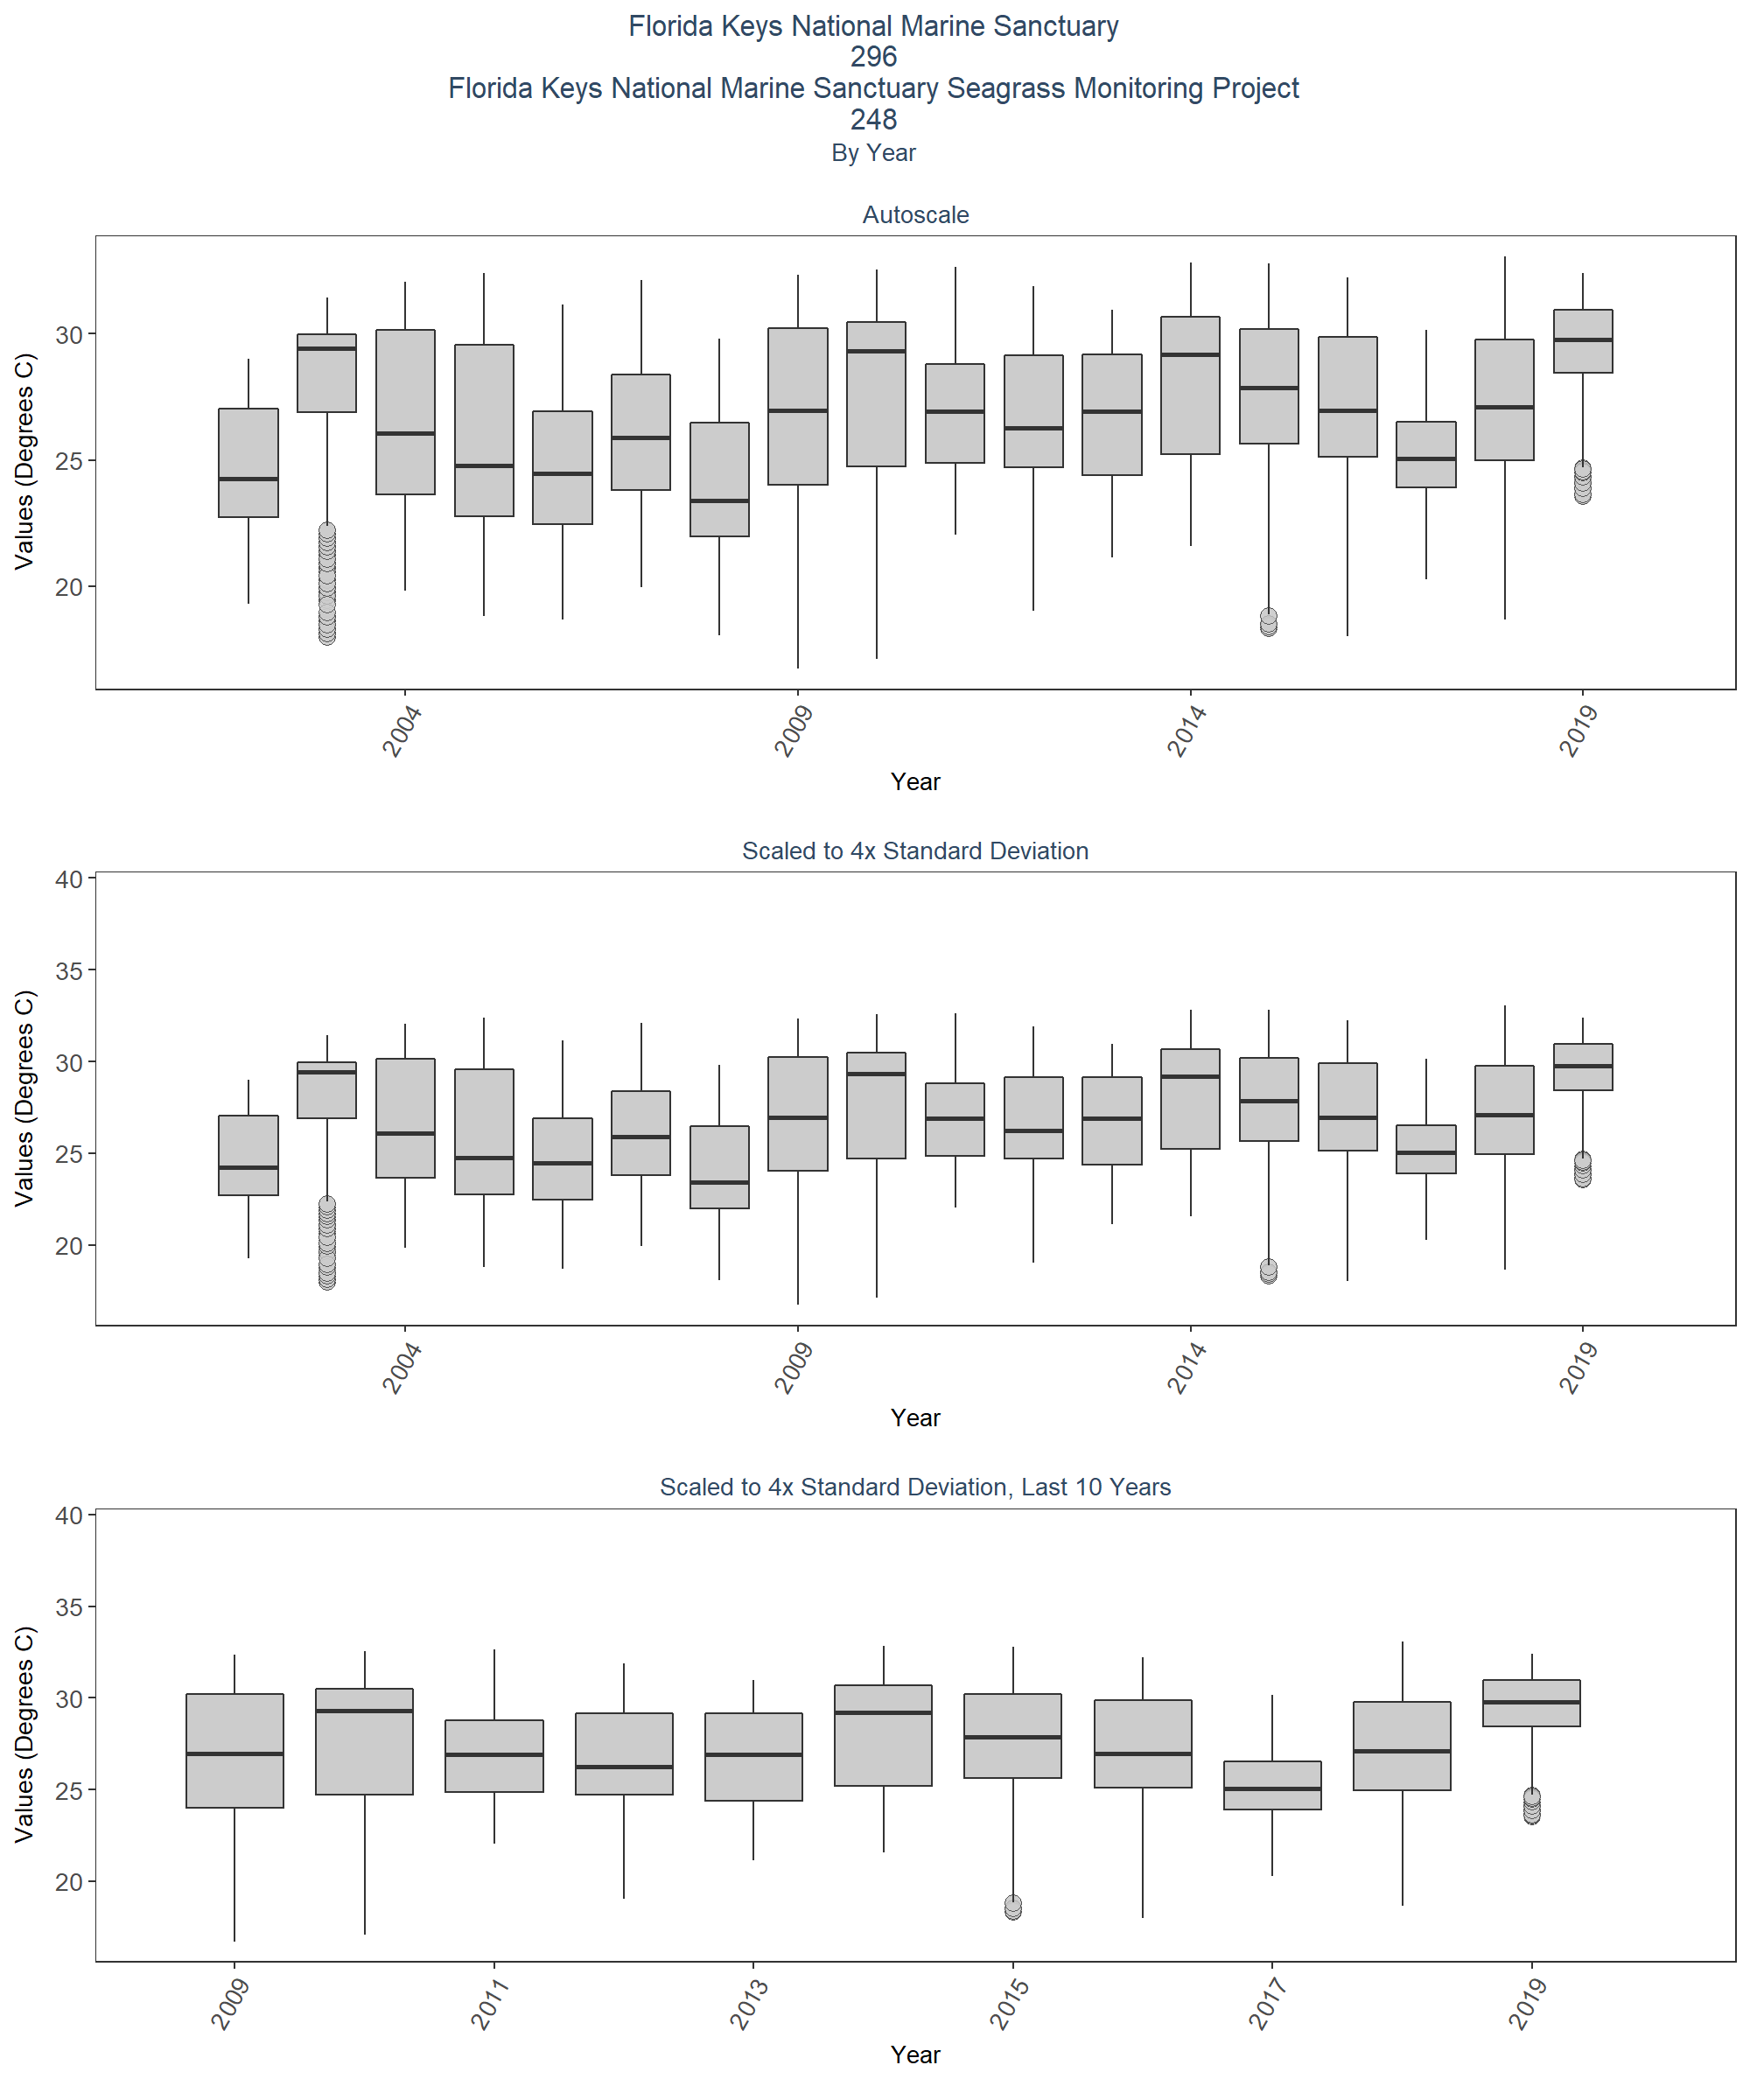 Florida Keys National Marine Sanctuary
296
Florida Keys National Marine Sanctuary Seagrass Monitoring Project
248
By Year
Autoscale
Values (Degrees C)
30
25
20
2004
2009
2014
2019
Year
Scaled to 4x Standard Deviation
Values (Degrees C)
40
35
30
25
20
2004
2009
2014
2019
Year
Scaled to 4x Standard Deviation, Last 10 Years
Values (Degrees C)
40
35
30
25
20
2009
2011
2013
2015
2017
2019
Year